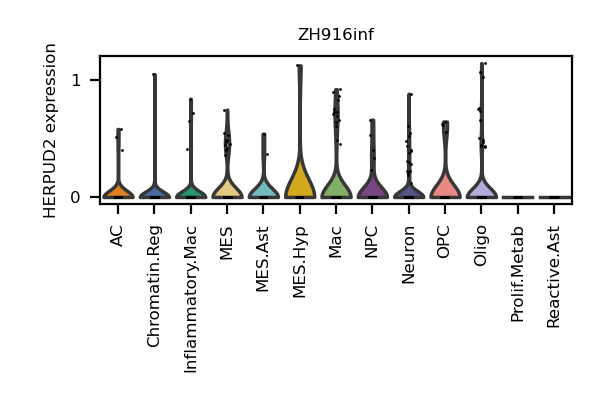 ZH916inf
HERPUD2 expression
1
0
AC
Chromatin.Reg
Inflammatory.Mac
MES
MES.Ast
MES.Hyp
Mac
NPC
Neuron
OPC
Oligo
Prolif.Metab
Reactive.Ast